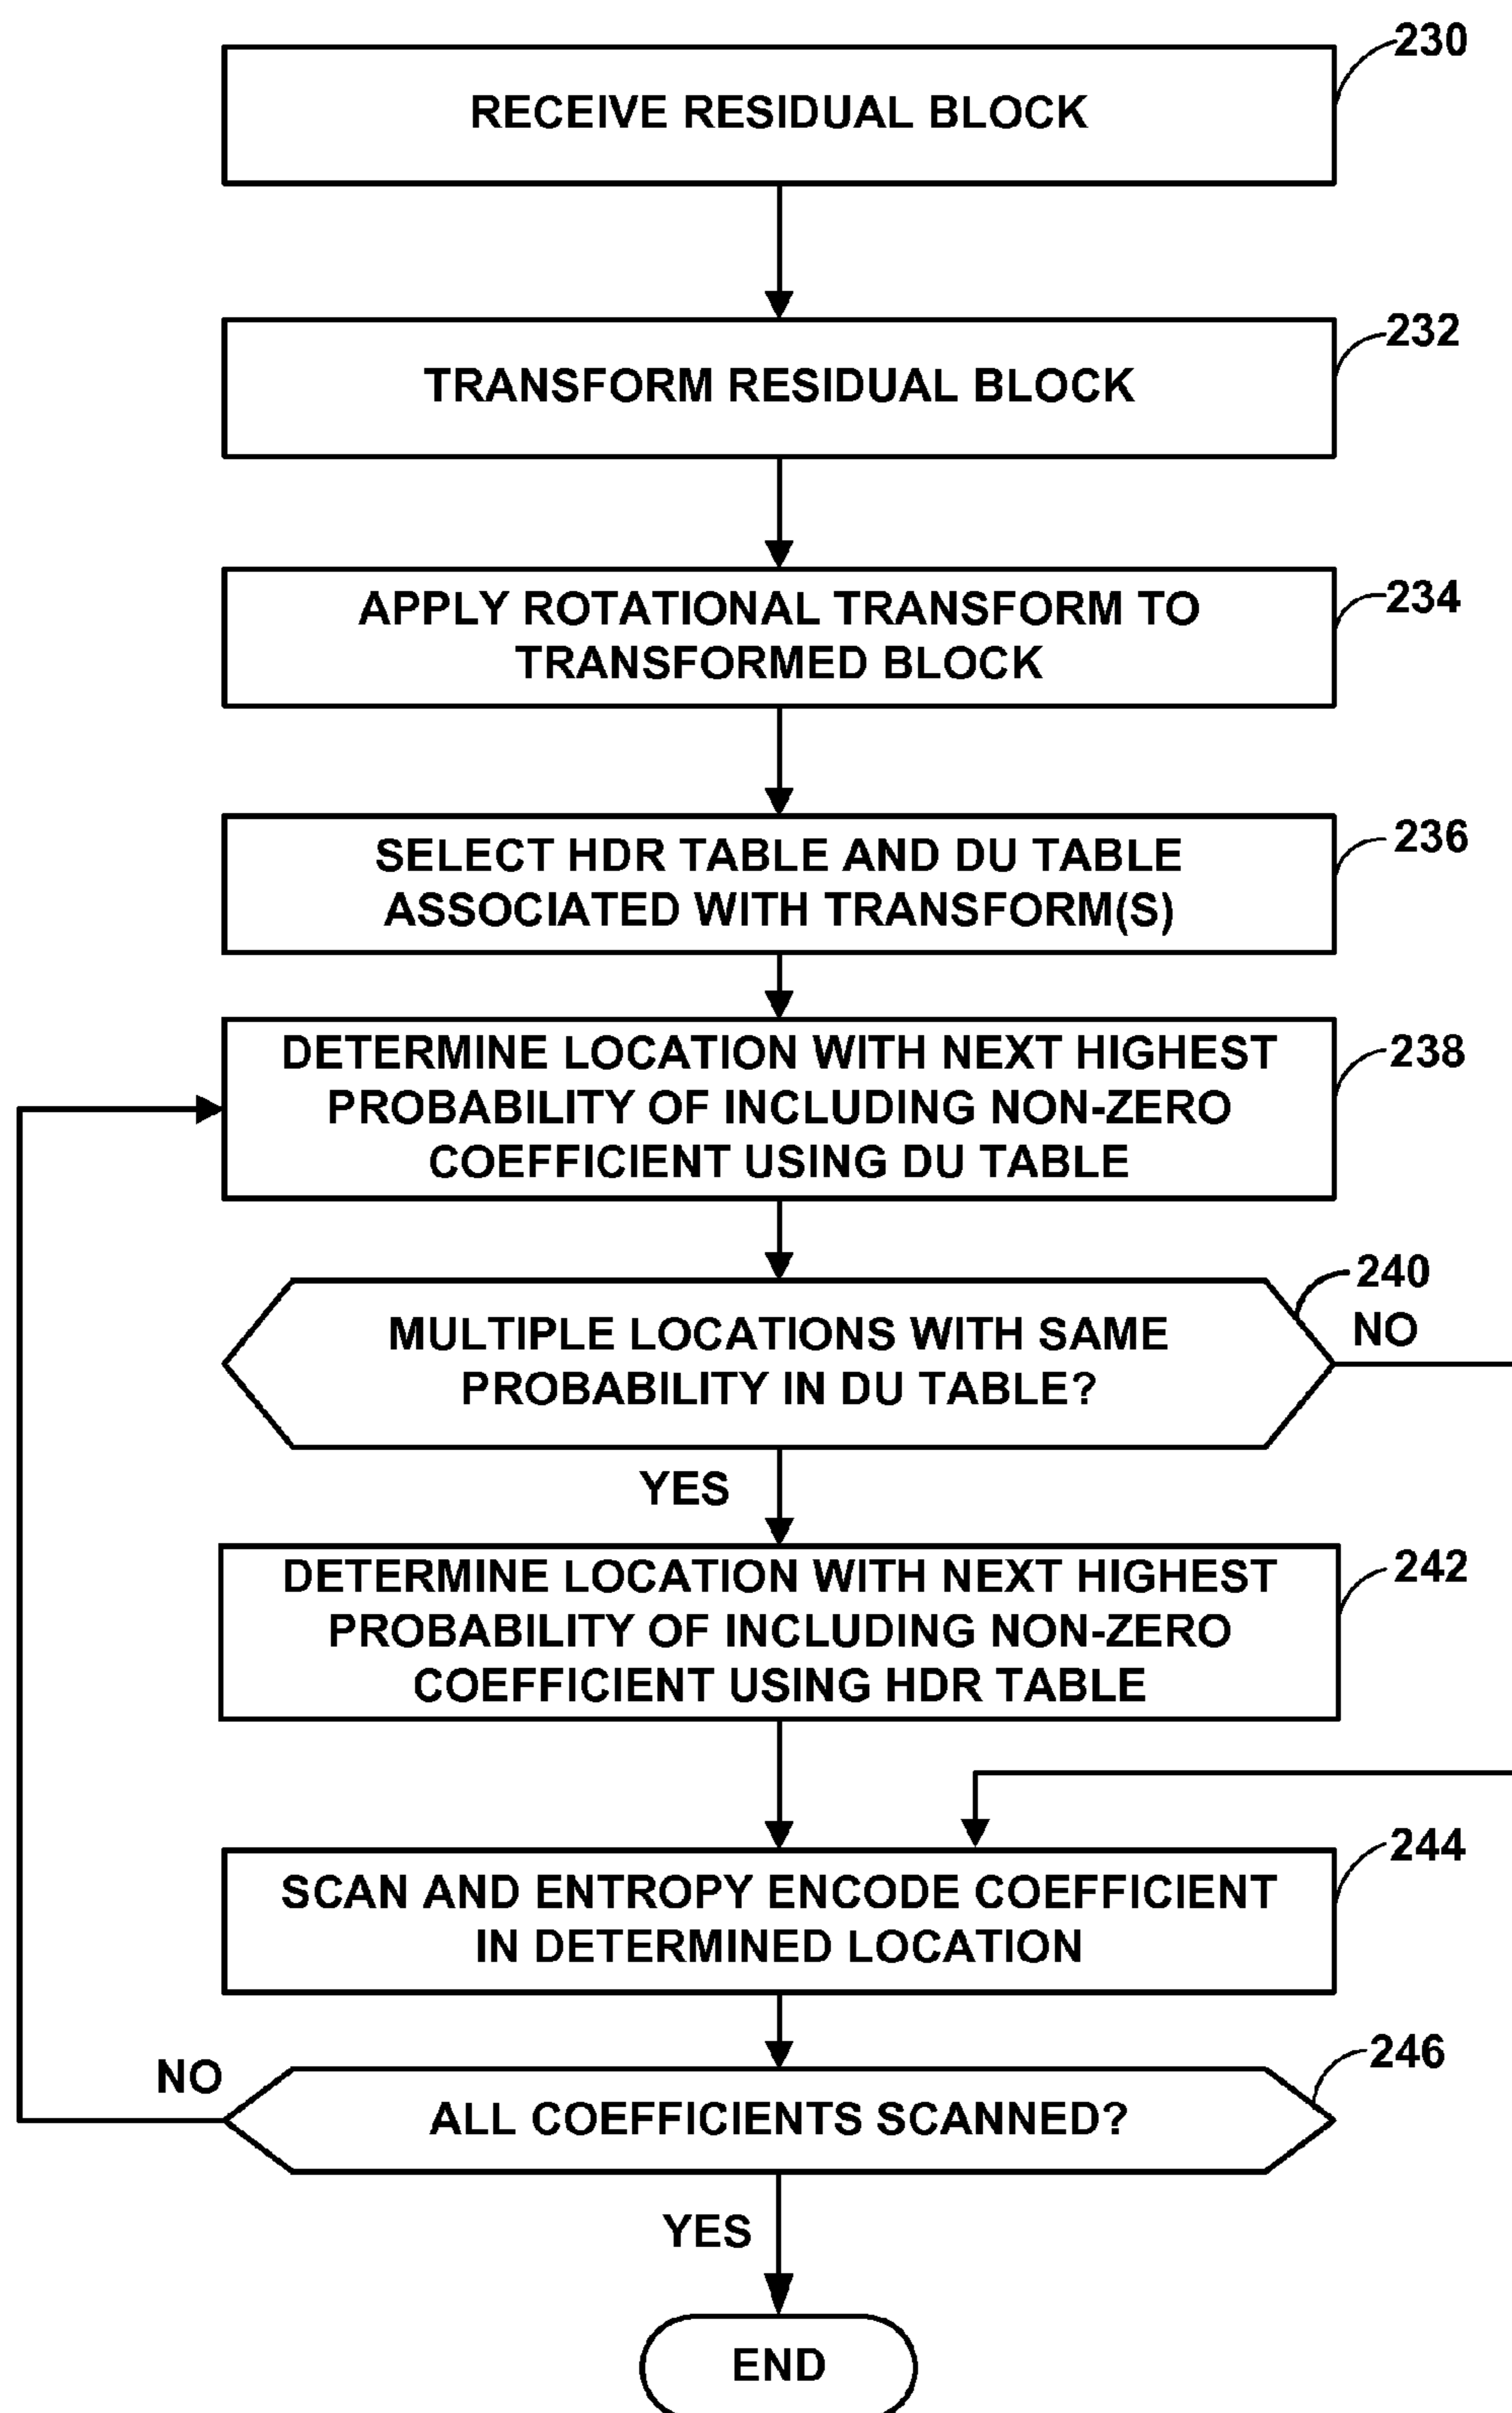 230
RECEIVE RESIDUAL BLOCK
232
TRANSFORM RESIDUAL BLOCK
234
APPLY ROTATIONAL TRANSFORM TO
TRANSFORMED BLOCK
236
SELECT HDR TABLE AND DU TABLE
ASSOCIATED WITH TRANSFORM(S)
238
DETERMINE LOCATION WITH NEXT HIGHEST
PROBABILITY OF INCLUDING NON-ZERO
COEFFICIENT USING DU TABLE
240
NO
MULTIPLE LOCATIONS WITH SAME
PROBABILITY IN DU TABLE?
YES
242
DETERMINE LOCATION WITH NEXT HIGHEST
PROBABILITY OF INCLUDING NON-ZERO
COEFFICIENT USING HDR TABLE
244
SCAN AND ENTROPY ENCODE COEFFICIENT
IN DETERMINED LOCATION
246
NO
ALL COEFFICIENTS SCANNED?
YES
END